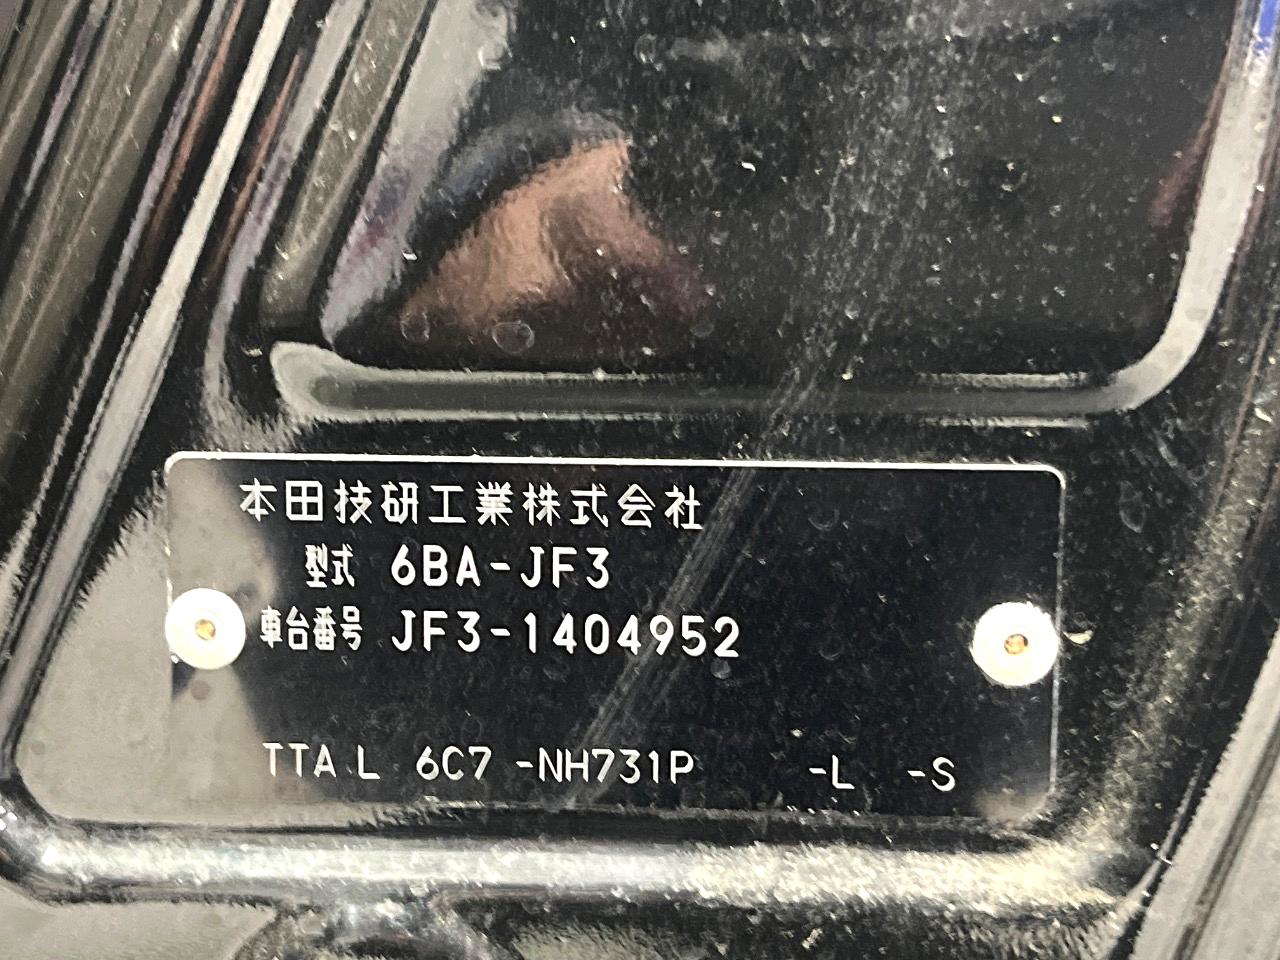 本田技研工業株式会社
型式 6BA-JF3
車台番号 JF3-1404952
TTA L 6C7 -NH731P -L -S